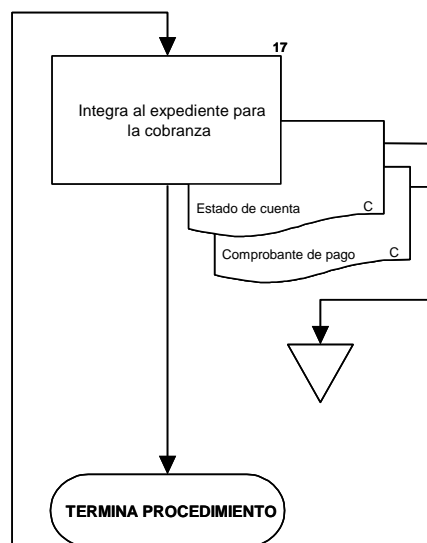 17
Integra al expediente para
la cobranza
Estado de cuenta C
Comprobante de pago C
TERMINA PROCEDIMIENTO